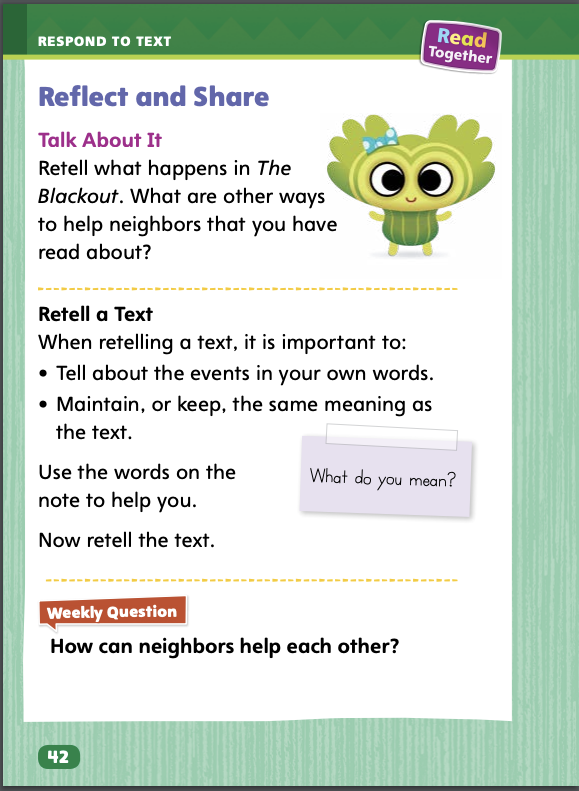 RESPOND TO TEXT
Read
Together
Reflect and Share
Talk About It
Retell what happens in The
Blackout. What are other ways
to help neighbors that you have
read about?
Retell a Text
When retelling a text, it is important to:
• Tell about the events in your own words.
• Maintain, or keep, the same meaning as
the text.
Use the words on the
note to help you.
What do you mean?
Now retell the text.
Weekly Question
How can neighbors help each other?
42